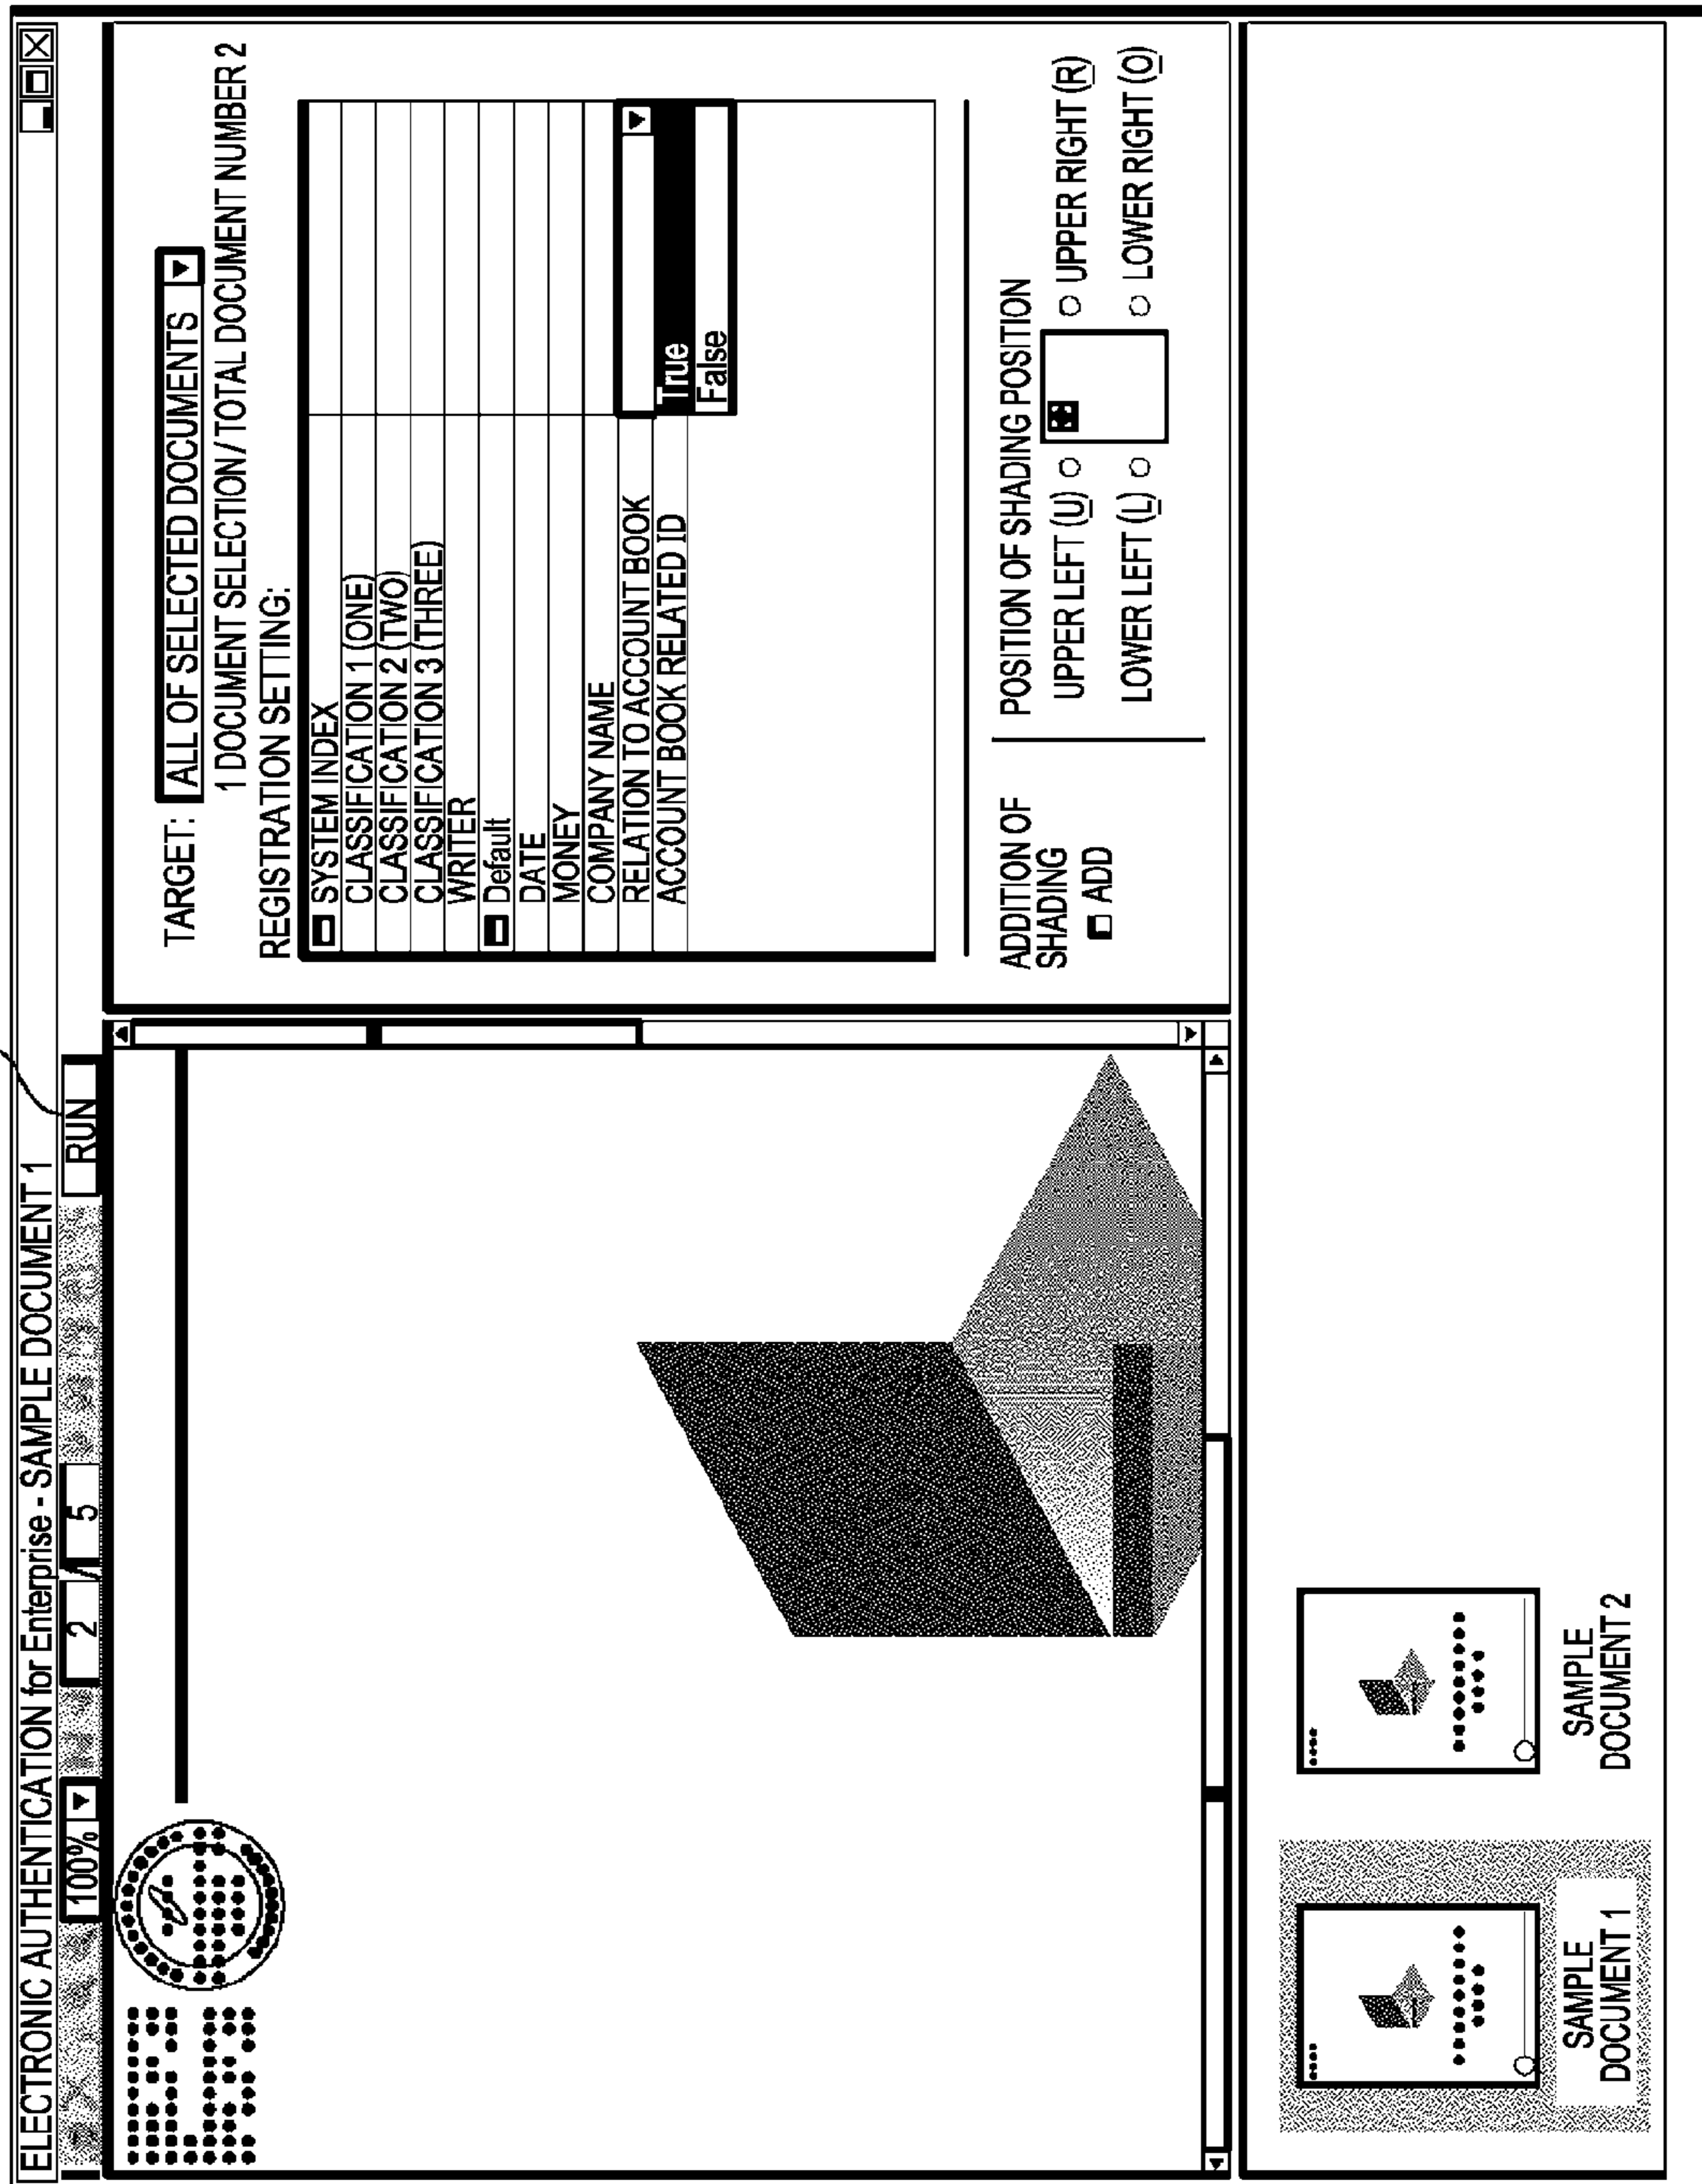 ELECTRONIC AUTHENTICATION for Enterprise - SAMPLE DOCUMENT 1
100%
2 / 5
RUN
TARGET: ALL OF SELECTED DOCUMENTS
1 DOCUMENT SELECTION / TOTAL DOCUMENT NUMBER 2
REGISTRATION SETTING:
SYSTEM INDEX
CLASSIFICATION 1 (ONE)
CLASSIFICATION 2 (TWO)
CLASSIFICATION 3 (THREE)
WRITER
Default
DATE
MONEY
COMPANY NAME
RELATION TO ACCOUNT BOOK
ACCOUNT BOOK RELATED ID
True
False
ADDITION OF
SHADING
ADD
POSITION OF SHADING POSITION
UPPER LEFT (U)
UPPER RIGHT (R)
LOWER LEFT (L)
LOWER RIGHT (O)
SAMPLE
DOCUMENT 1
SAMPLE
DOCUMENT 2